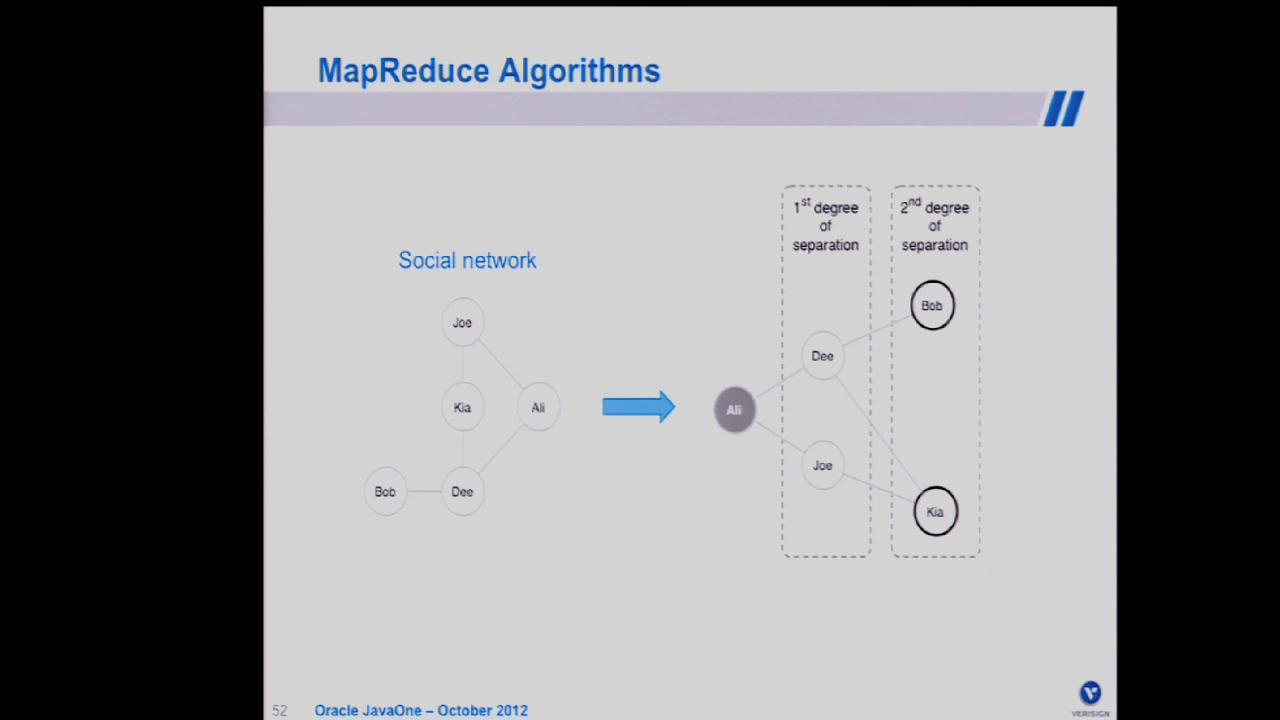 MapReduce Algorithms
Social network
Joe
Kia
Ali
Bob
Dee
1st degree
of
separation
2nd degree
of
separation
Bob
Dee
Ali
Joe
Kia
52
Oracle JavaOne – October 2012
VERISIGN